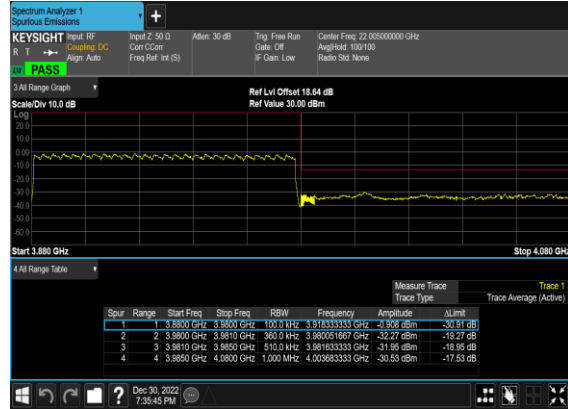 Spectrum Analyzer 1
Spurious Emissions
+
KEYSIGHT Input: RF Input Z: 50 Ω Atten: 30 dB Trig: Free Run Center Freq: 22.005000000 GHz
R T Coupling: DC Corr CCorr Gate: Off Avg|Hold: 100/100
Align: Auto Freq Ref: Int (S) IF Gain: Low Radio Std: None
PASS
3 All Range Graph
Ref Lvl Offset 18.64 dB
Scale/Div 10.0 dB Ref Value 30.00 dBm
Log
20.0
10.0
0.00
-10.0
-20.0
-30.0
-40.0
-50.0
-60.0
Start 3.880 GHz Stop 4.080 GHz
4 All Range Table
Measure Trace Trace 1
Trace Type Trace Average (Active)
Spur Range Start Freq Stop Freq RBW Frequency Amplitude ΔLimit
1 1 3.8800 GHz 3.9800 GHz 100.0 kHz 3.918333333 GHz -0.908 dBm -30.91 dB
2 2 3.9800 GHz 3.9810 GHz 360.0 kHz 3.980051667 GHz -32.27 dBm -19.27 dB
3 3 3.9810 GHz 3.9850 GHz 510.0 kHz 3.981633333 GHz -31.95 dBm -18.95 dB
4 4 3.9850 GHz 4.0800 GHz 1.000 MHz 4.003683333 GHz -30.53 dBm -17.53 dB
? Dec 30, 2022
7:35:45 PM